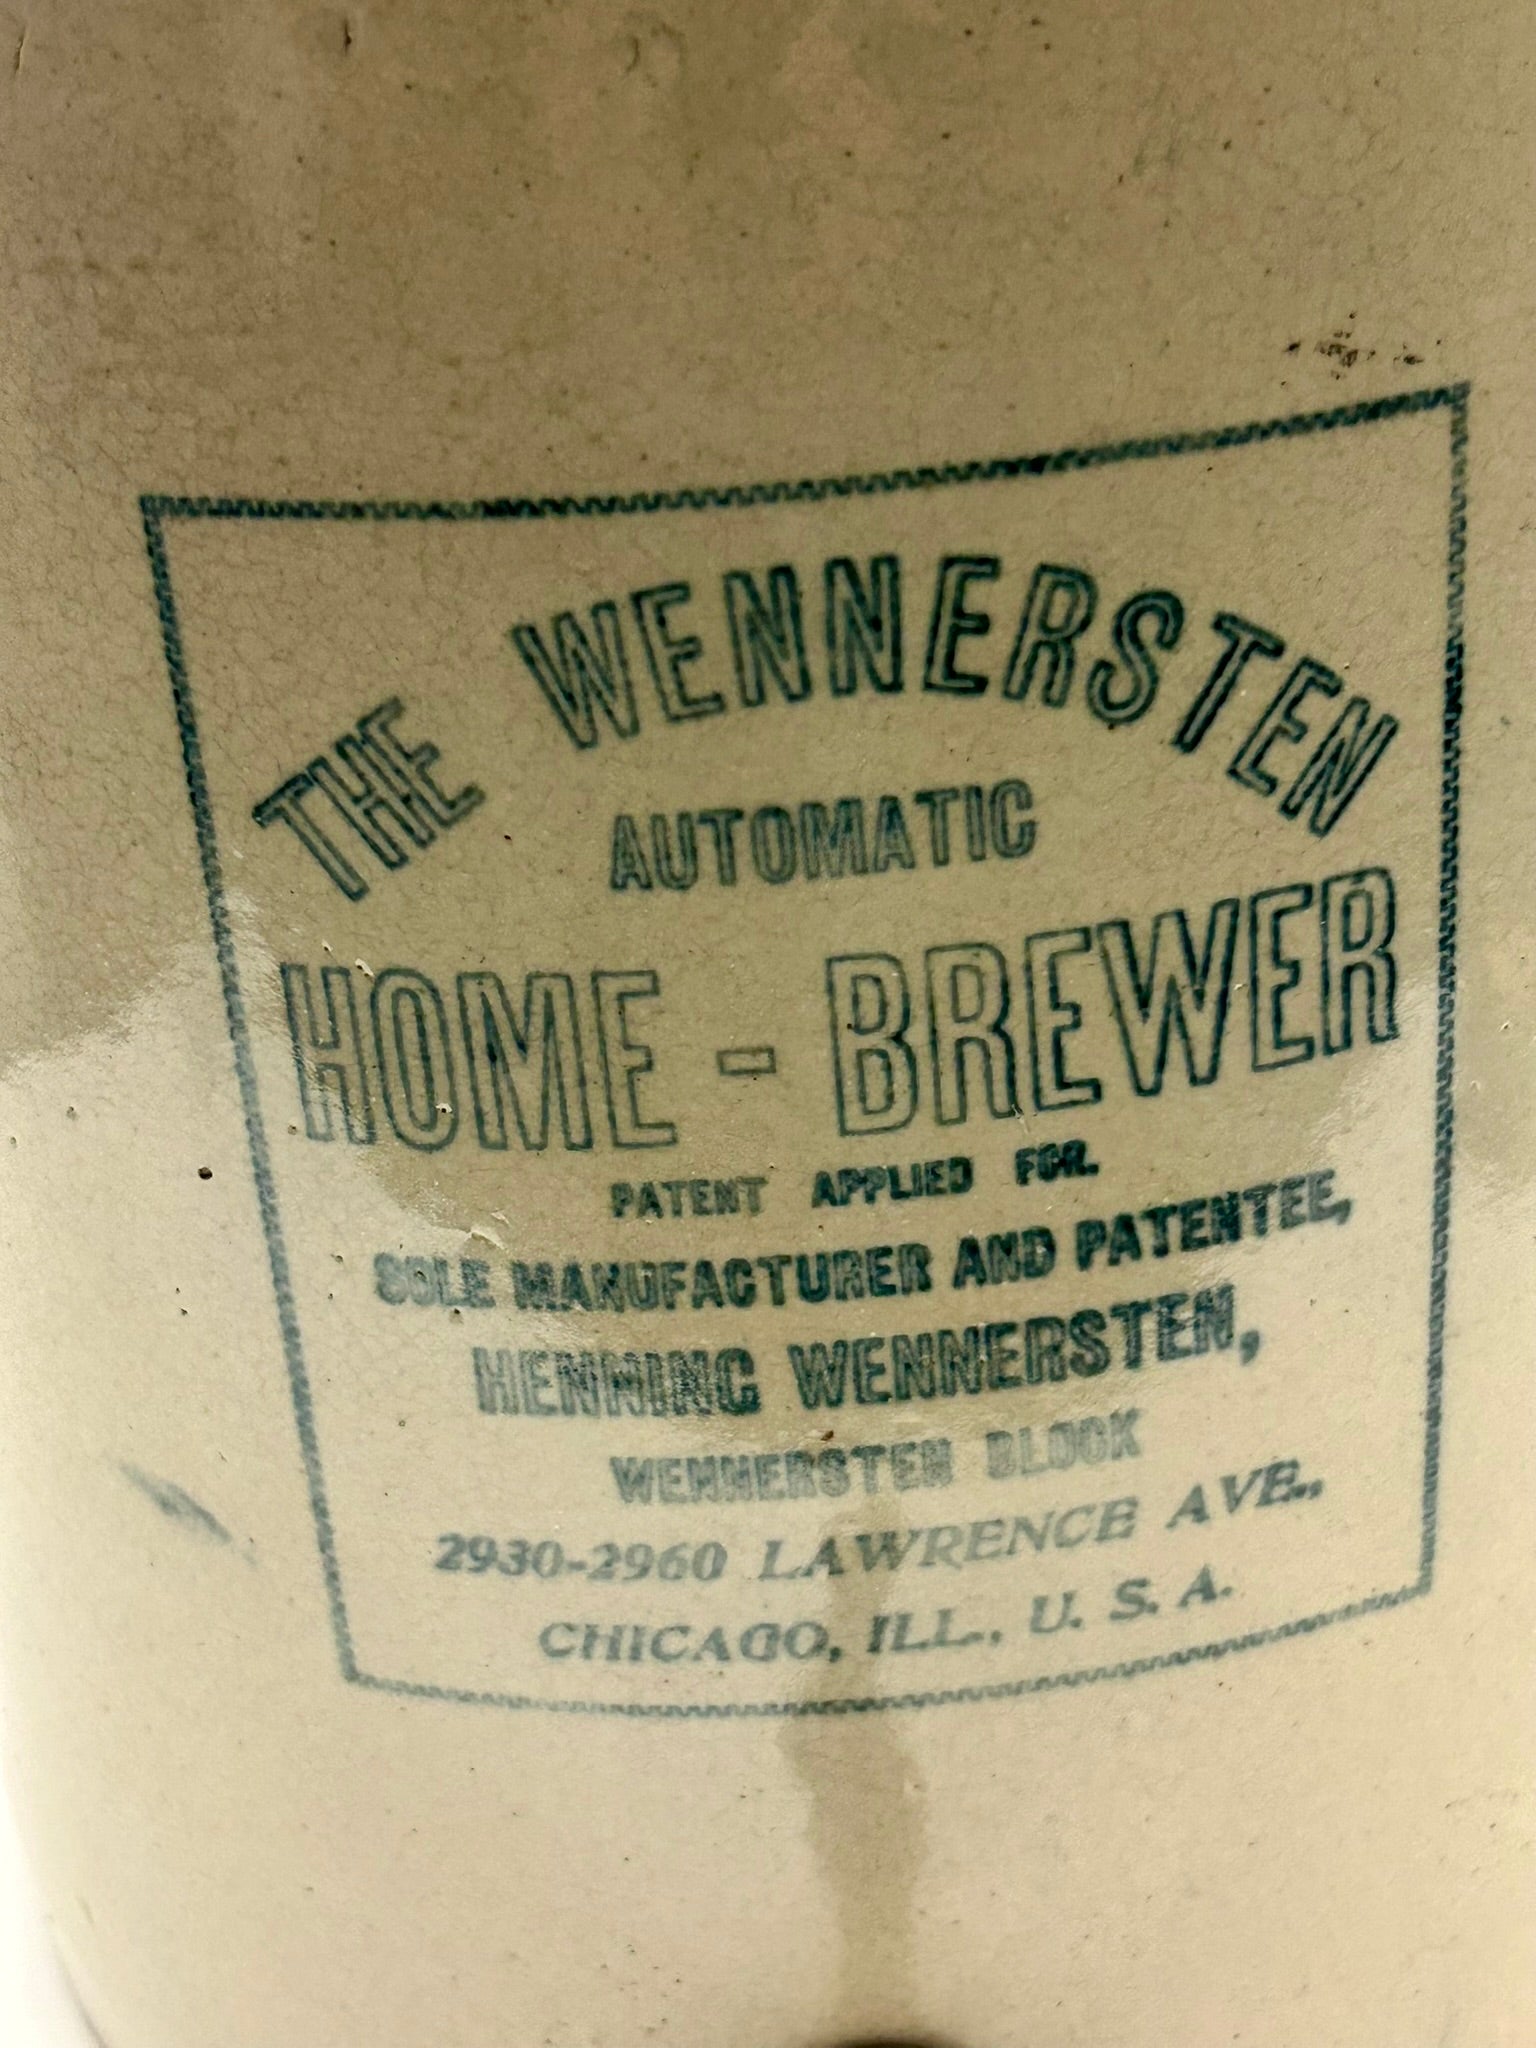 THE WENNERSTEN
AUTOMATIC
HOME - BREWER
PATENT APPLIED FOR.
SOLE MANUFACTURER AND PATENTEE,
HENNING WENNERSTEN,
WENNERSTEN BLOCK
2930-2960 LAWRENCE AVE.,
CHICAGO, ILL., U. S. A.